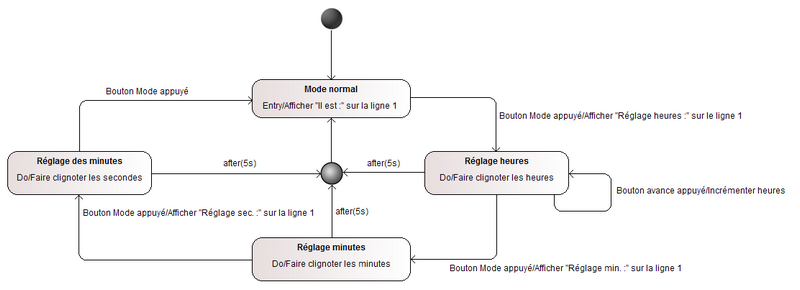 Mode normal
Entry/Afficher "Il est :" sur la ligne 1
Bouton Mode appuyé
Bouton Mode appuyé/Afficher "Réglage heures :" sur le ligne 1
Réglage des minutes
Do/Faire clignoter les secondes
after(5s)
after(5s)
Réglage heures
Do/Faire clignoter les heures
Bouton avance appuyé/Incrémenter heures
Bouton Mode appuyé/Afficher "Réglage sec. :" sur la ligne 1
after(5s)
Réglage minutes
Do/Faire clignoter les minutes
Bouton Mode appuyé/Afficher "Réglage min. :" sur la ligne 1